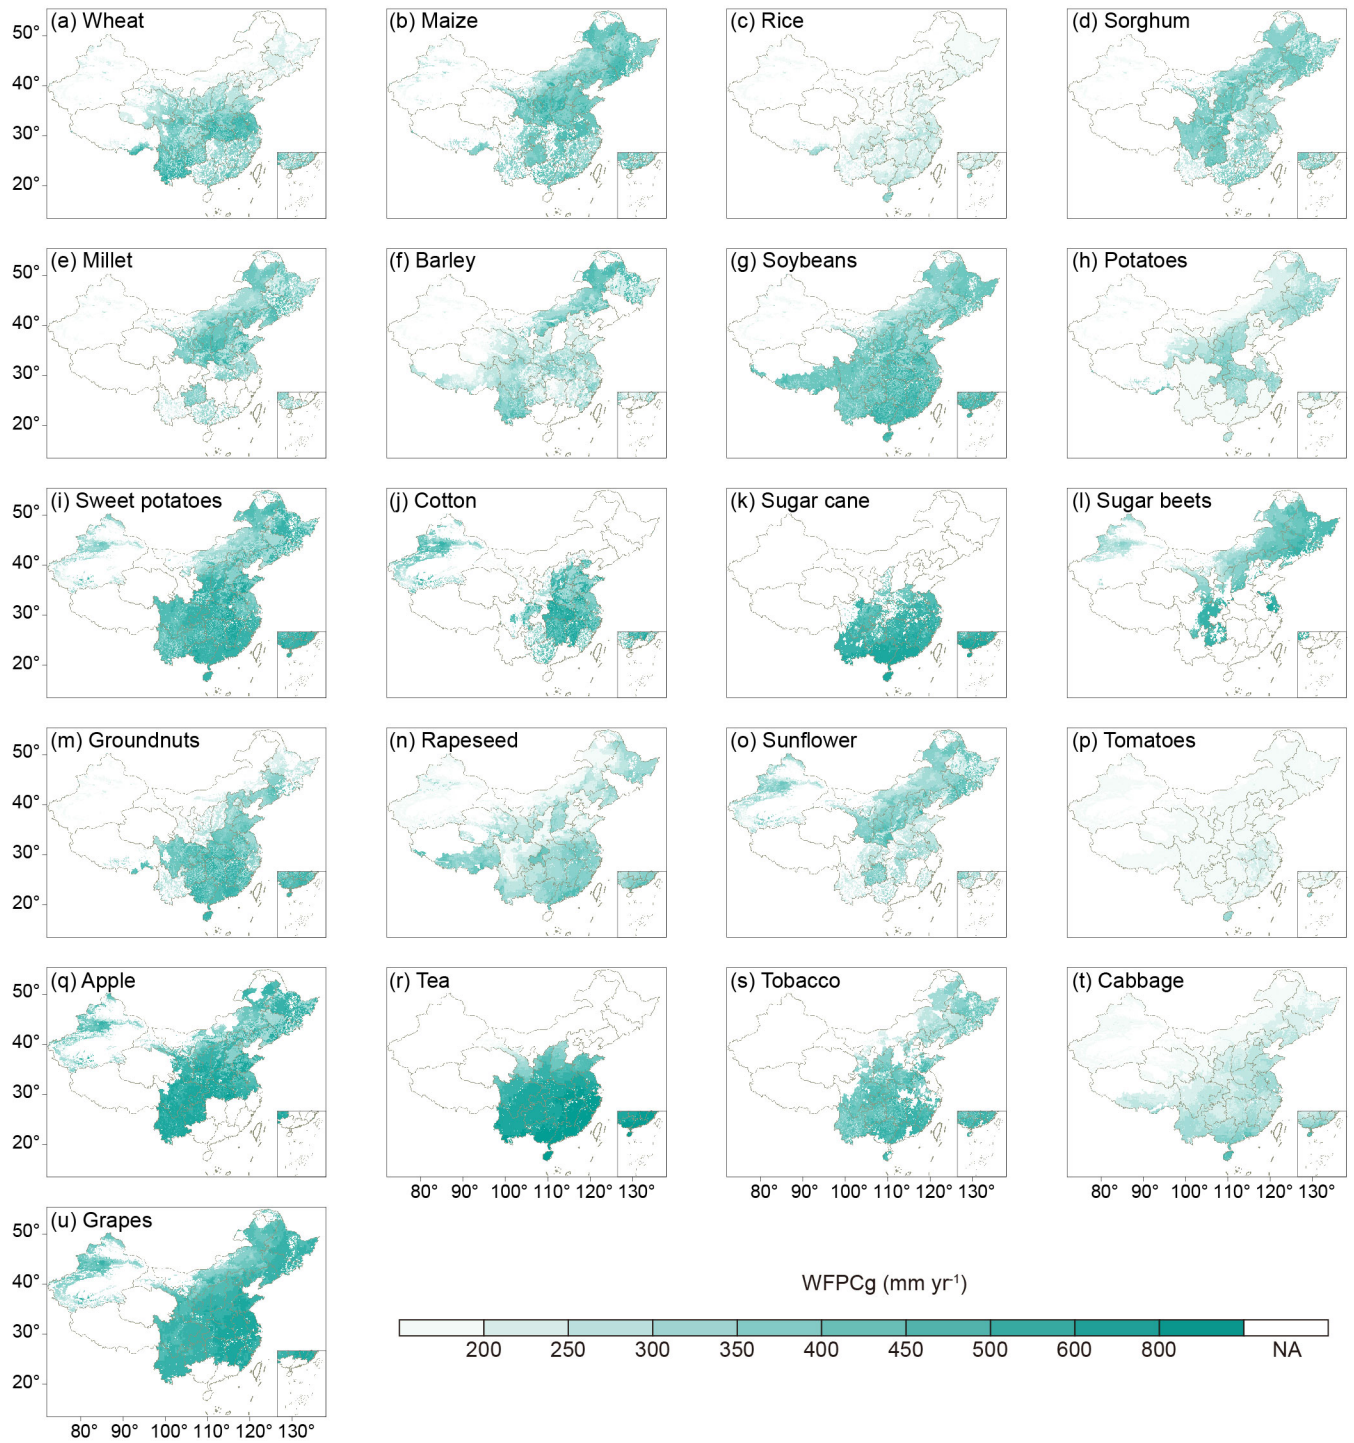 (a) Wheat
(b) Maize
(c) Rice
(d) Sorghum
50°
40°
30°
20°
(e) Millet
(f) Barley
(g) Soybeans
(h) Potatoes
50°
40°
30°
20°
(i) Sweet potatoes
(j) Cotton
(k) Sugar cane
(l) Sugar beets
50°
40°
30°
20°
(m) Groundnuts
(n) Rapeseed
(o) Sunflower
(p) Tomatoes
50°
40°
30°
20°
(q) Apple
(r) Tea
(s) Tobacco
(t) Cabbage
50°
40°
30°
20°
80° 90° 100° 110° 120° 130°
80° 90° 100° 110° 120° 130°
80° 90° 100° 110° 120° 130°
(u) Grapes
50°
40°
30°
20°
80° 90° 100° 110° 120° 130°
WFPCg (mm yr⁻¹)
200 250 300 350 400 450 500 600 800 NA